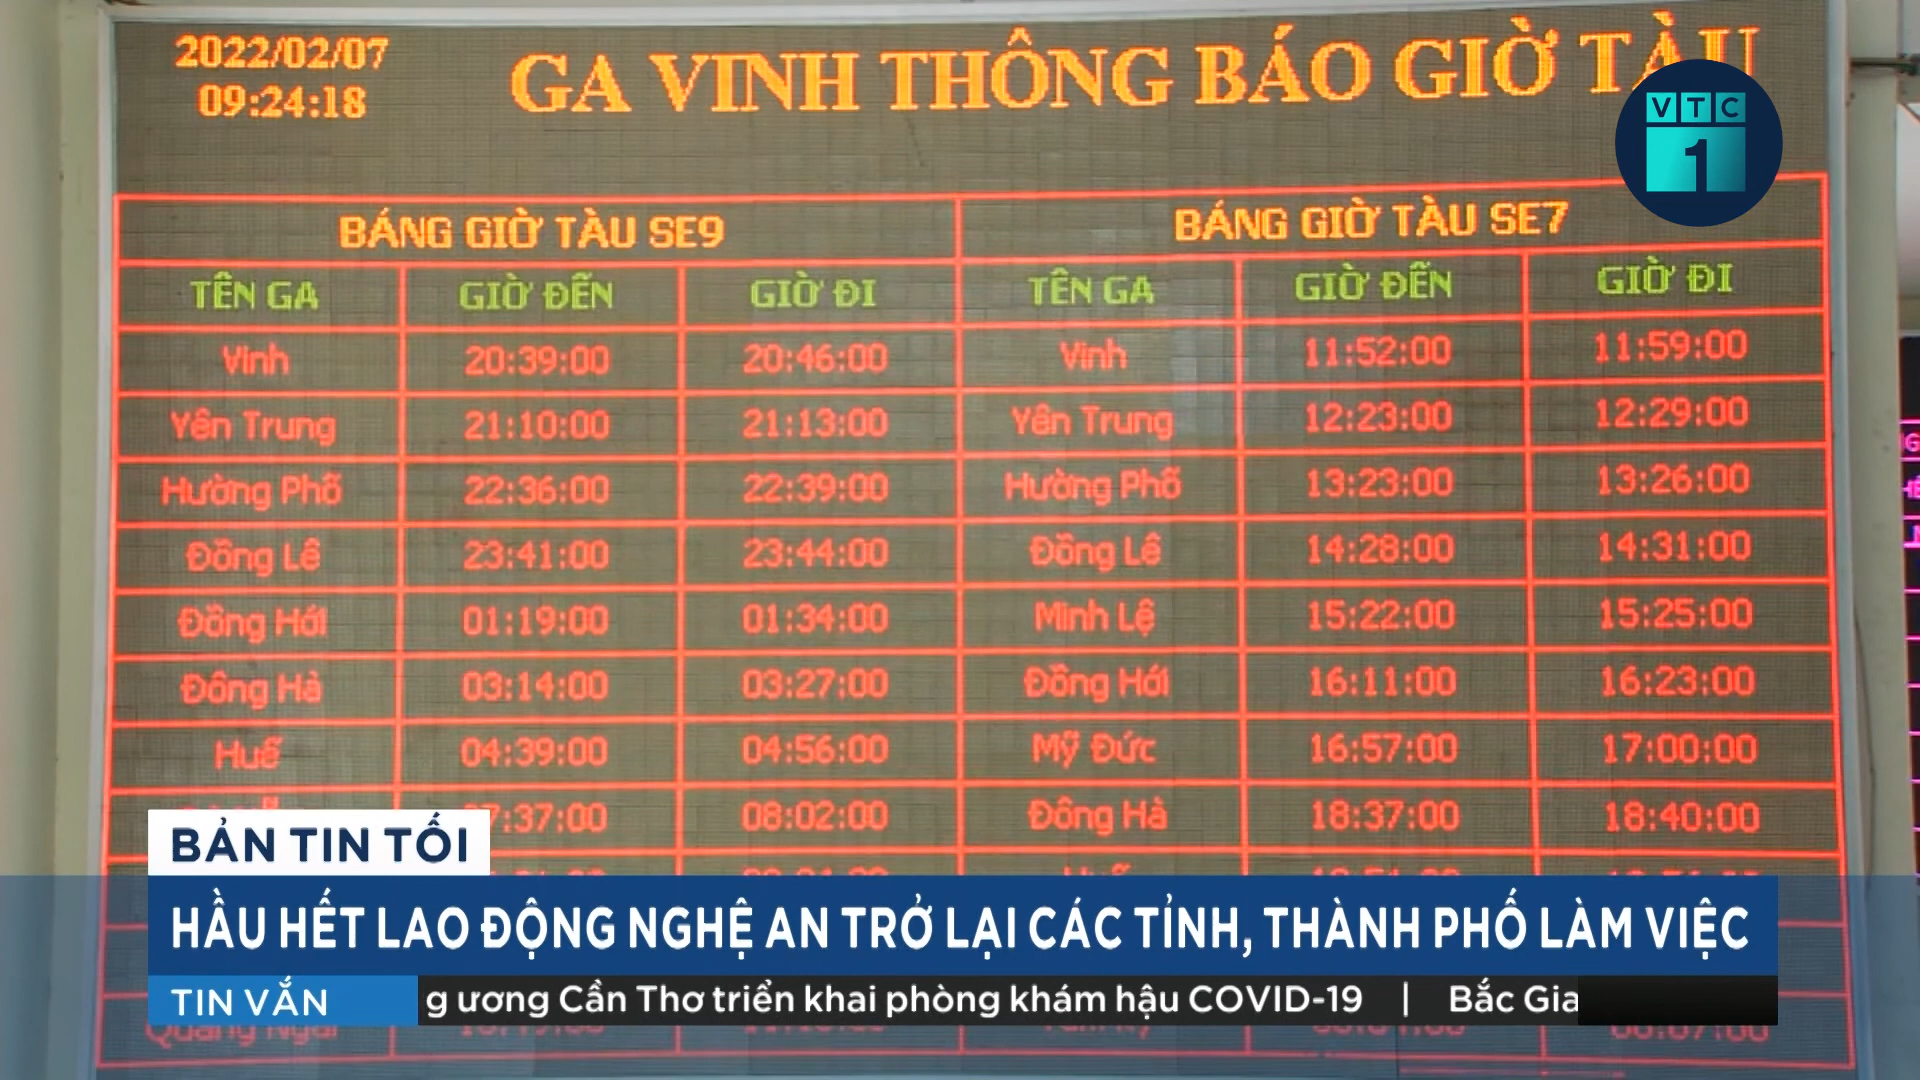 2022/02/07
09:24:18
GA VINH THÔNG BÁO GIỜ TÀU
VTC
1
BẢNG GIỜ TÀU SE9
BẢNG GIỜ TÀU SE7
TÊN GA GIỜ ĐẾN GIỜ ĐI TÊN GA GIỜ ĐẾN GIỜ ĐI
Vinh 20:39:00 20:46:00 Vinh 11:52:00 11:59:00
Yên Trung 21:10:00 21:13:00 Yên Trung 12:23:00 12:29:00
Hường Phố 22:36:00 22:39:00 Hường Phố 13:23:00 13:26:00
Đồng Lê 23:41:00 23:44:00 Đồng Lê 14:28:00 14:31:00
Đồng Hới 01:19:00 01:34:00 Minh Lệ 15:22:00 15:25:00
Đông Hà 03:14:00 03:27:00 Đồng Hới 16:11:00 16:23:00
Huế 04:39:00 04:56:00 Mỹ Đức 16:57:00 17:00:00
7:37:00 08:02:00 Đông Hà 18:37:00 18:40:00
BẢN TIN TỐI
HẦU HẾT LAO ĐỘNG NGHỆ AN TRỞ LẠI CÁC TỈNH, THÀNH PHỐ LÀM VIỆC
TIN VẮN
g ương Cần Thơ triển khai phòng khám hậu COVID-19 | Bắc Gia
Quảng Ngãi